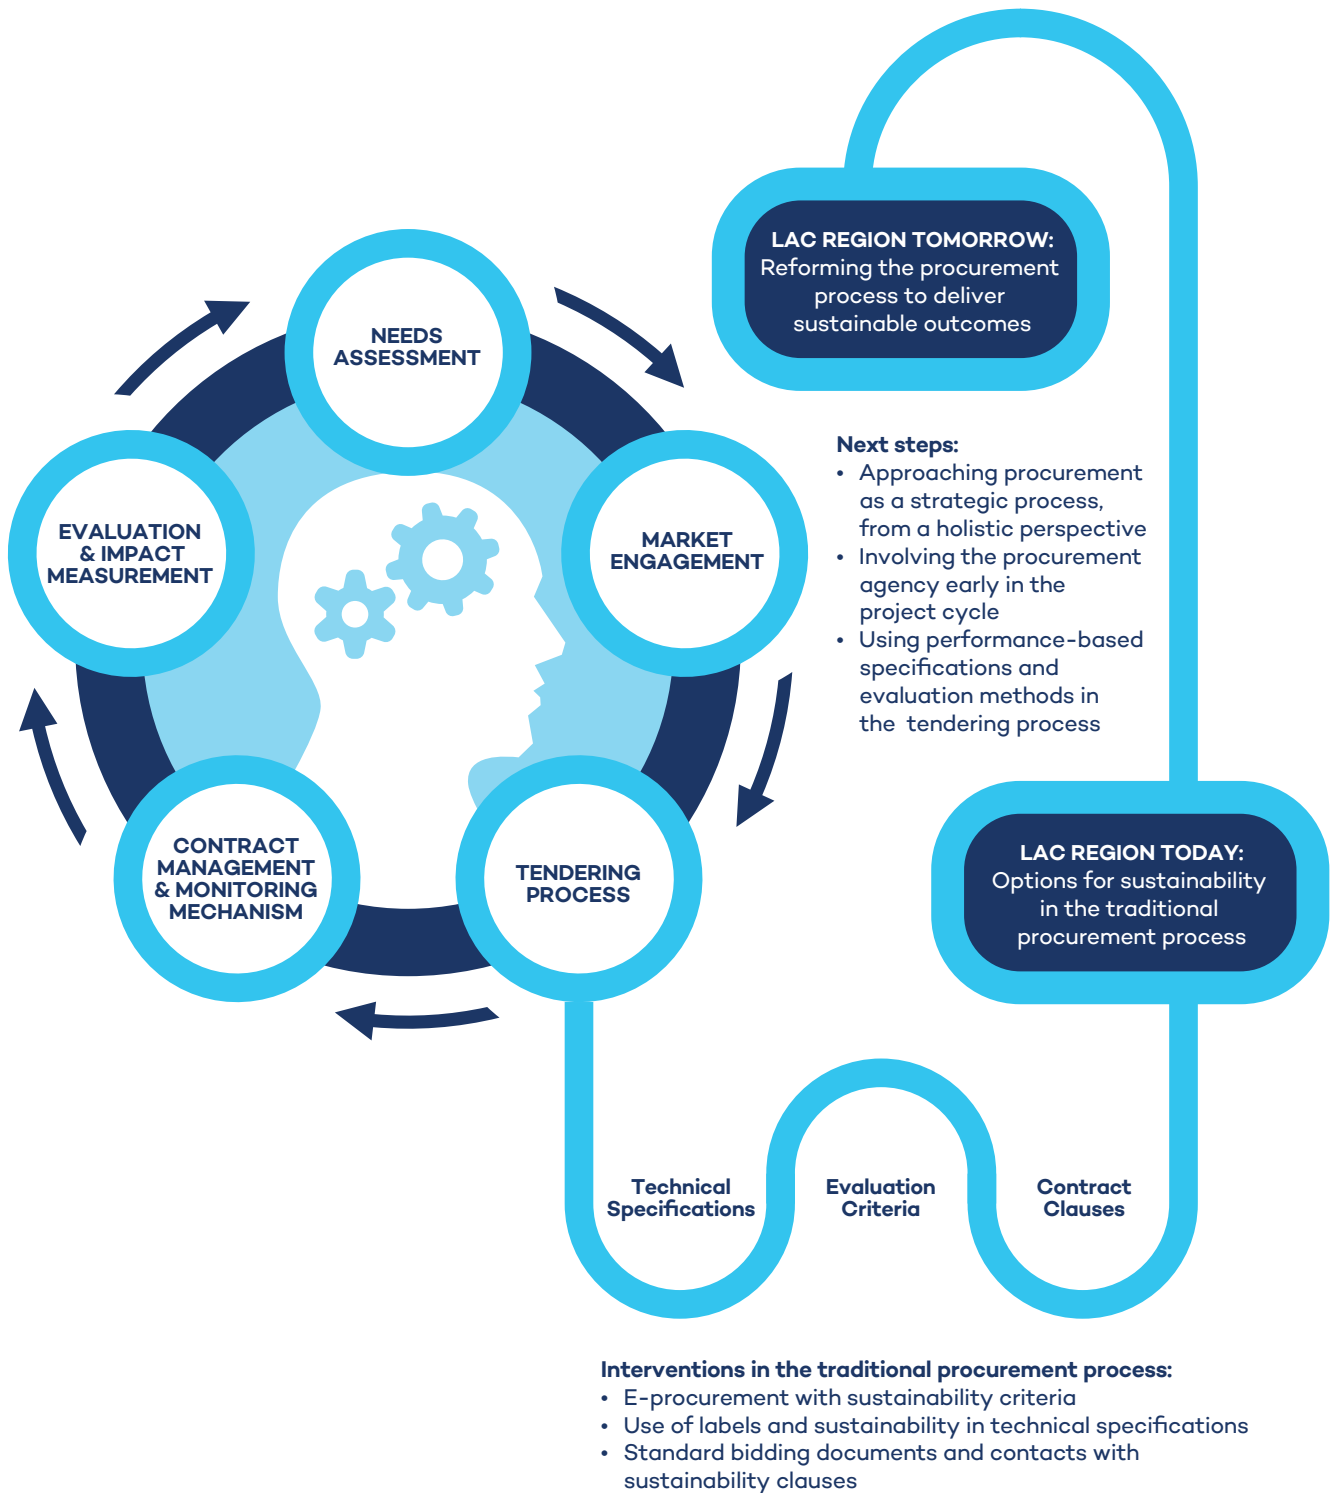 LAC REGION TOMORROW:
Reforming the procurement
process to deliver
sustainable outcomes
NEEDS
ASSESSMENT
MARKET
ENGAGEMENT
TENDERING
PROCESS
CONTRACT
MANAGEMENT
& MONITORING
MECHANISM
EVALUATION
& IMPACT
MEASUREMENT
Next steps:
• Approaching procurement
as a strategic process,
from a holistic perspective
• Involving the procurement
agency early in the
project cycle
• Using performance-based
specifications and
evaluation methods in
the tendering process
LAC REGION TODAY:
Options for sustainability
in the traditional
procurement process
Technical
Specifications
Evaluation
Criteria
Contract
Clauses
Interventions in the traditional procurement process:
• E-procurement with sustainability criteria
• Use of labels and sustainability in technical specifications
• Standard bidding documents and contacts with
sustainability clauses